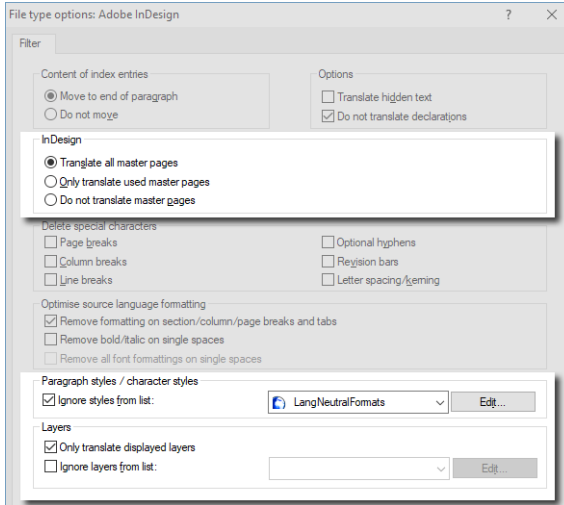 File type options: Adobe InDesign ?
Filter
Content of index entries
Move to end of paragraph
Do not move
Options
Translate hidden text
Do not translate declarations
InDesign
Translate all master pages
Only translate used master pages
Do not translate master pages
Delete special characters
Page breaks
Column breaks
Line breaks
Optional hyphens
Revision bars
Letter spacing/kerning
Optimise source language formatting
Remove formatting on section/column/page breaks and tabs
Remove bold/italic on single spaces
Remove all font formattings on single spaces
Paragraph styles / character styles
Ignore styles from list: LangNeutralFormats Edit...
Layers
Only translate displayed layers
Ignore layers from list: Edit...